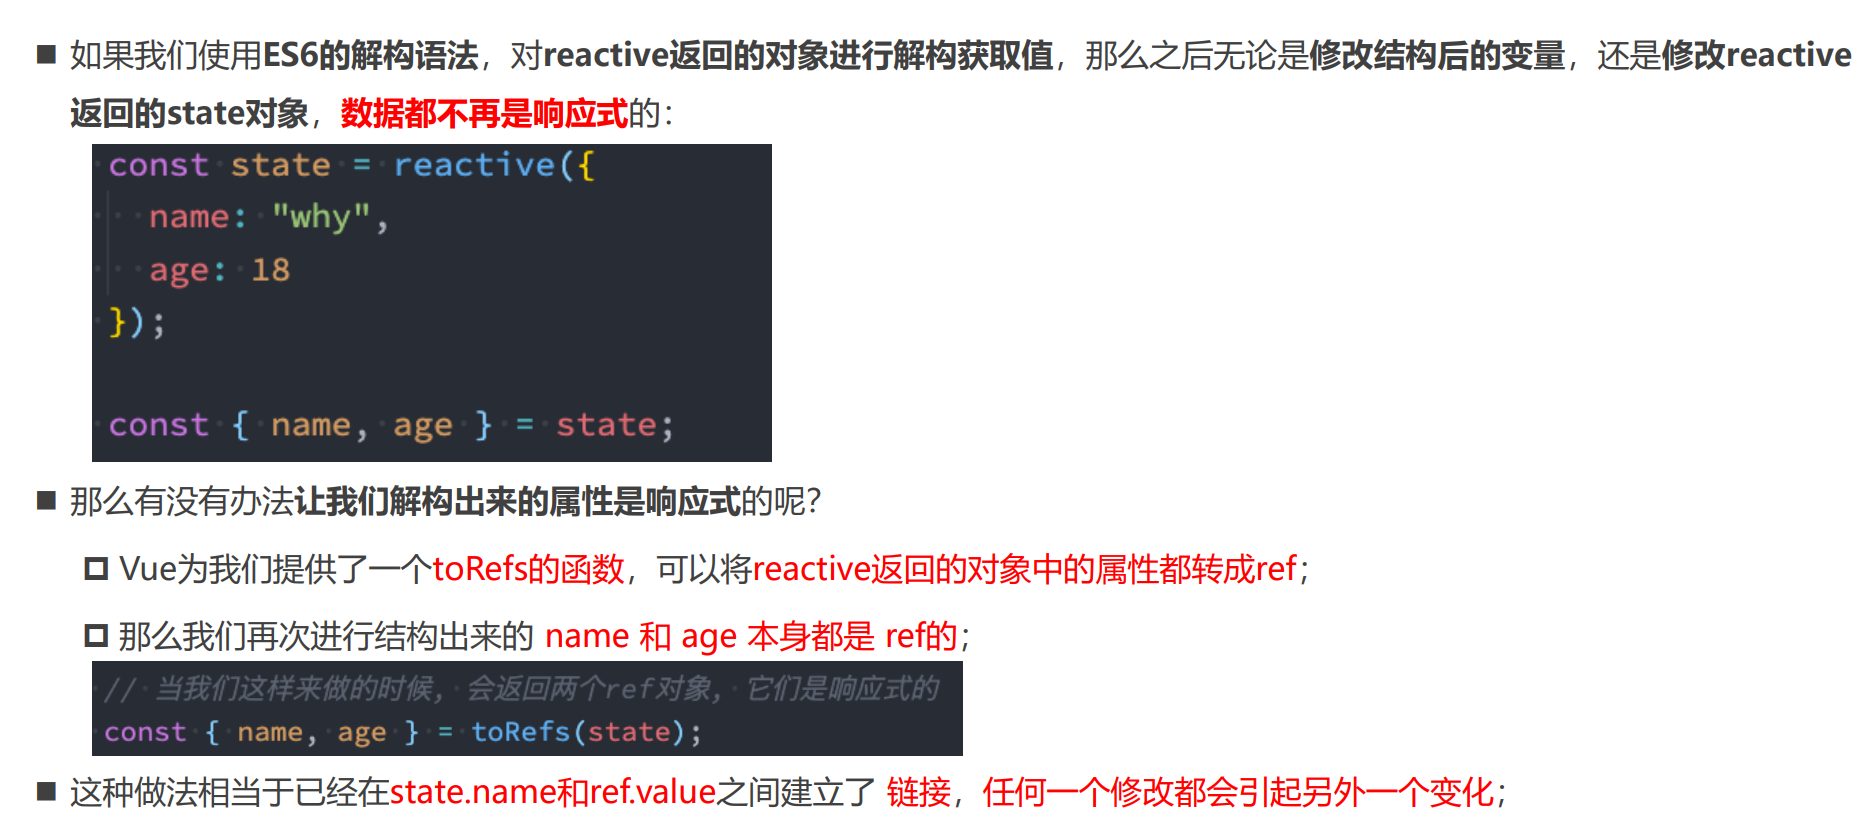 如果我们使用ES6的解构语法，对reactive返回的对象进行解构获取值，那么之后无论是修改结构后的变量，还是修改reactive
返回的state对象，数据都不再是响应式的：
const state = reactive({
  name: "why",
  age: 18
});
const { name, age } = state;
那么有没有办法让我们解构出来的属性是响应式的呢？
Vue为我们提供了一个toRefs的函数，可以将reactive返回的对象中的属性都转成ref；
那么我们再次进行结构出来的 name 和 age 本身都是 ref的；
// 当我们这样来做的时候, 会返回两个ref对象, 它们是响应式的
const { name, age } = toRefs(state);
这种做法相当于已经在state.name和ref.value之间建立了 链接，任何一个修改都会引起另外一个变化；